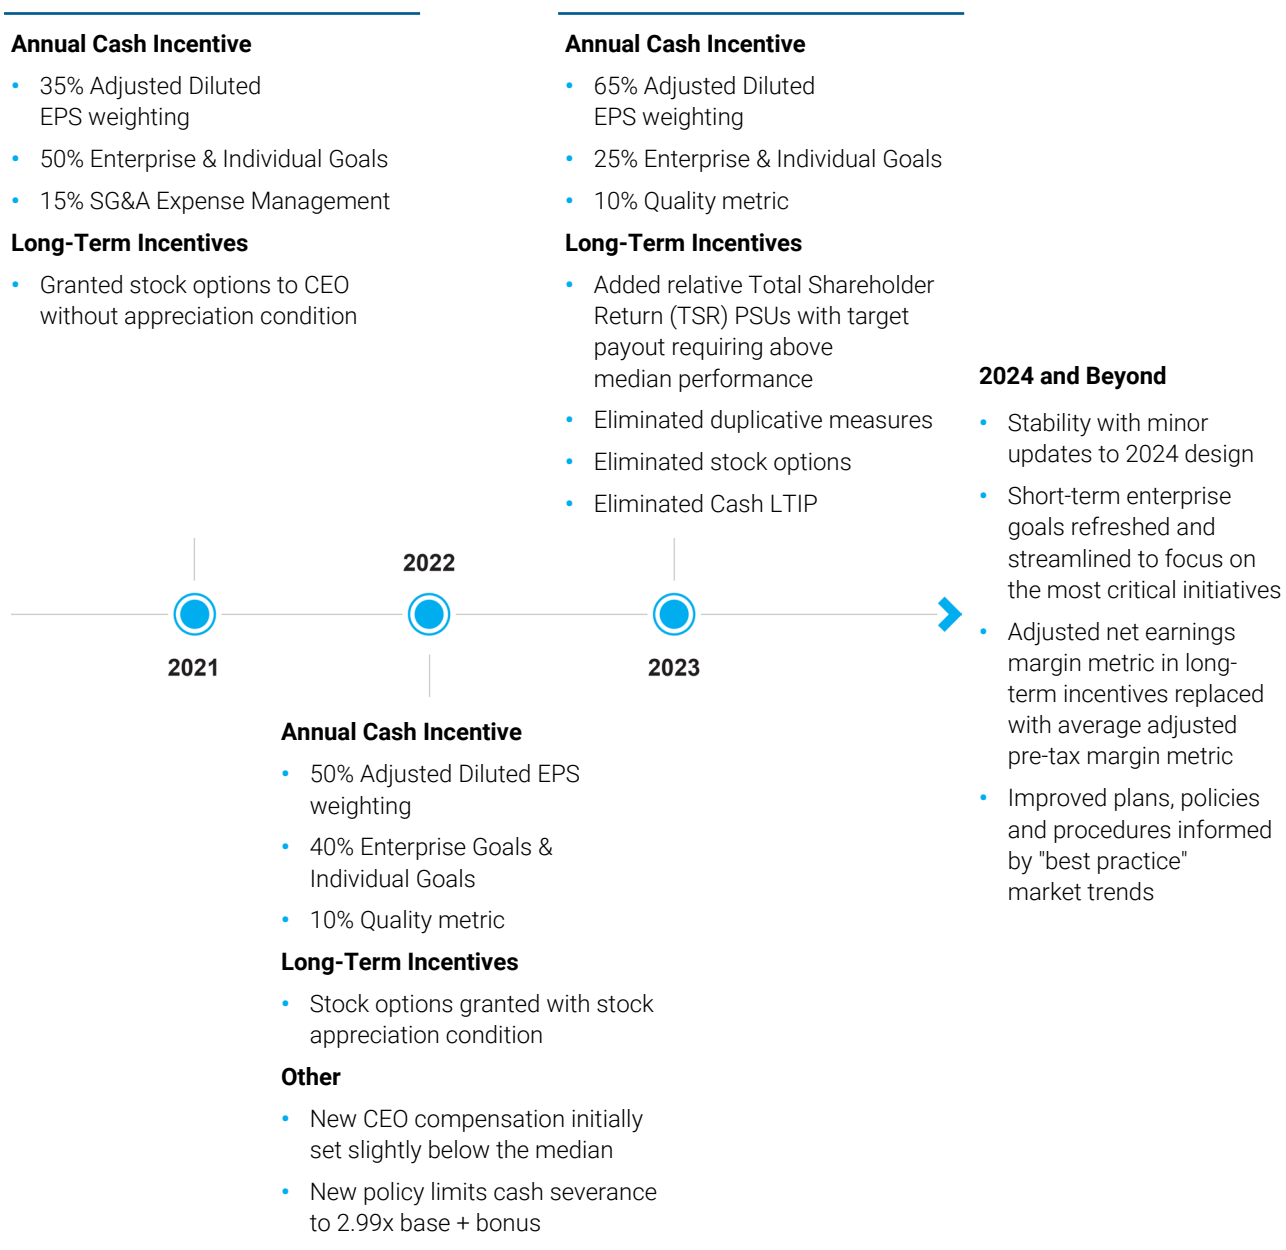 Annual Cash Incentive
• 35% Adjusted Diluted
EPS weighting
• 50% Enterprise & Individual Goals
• 15% SG&A Expense Management
Long-Term Incentives
• Granted stock options to CEO
without appreciation condition
2021
2022
Annual Cash Incentive
• 50% Adjusted Diluted EPS
weighting
• 40% Enterprise Goals &
Individual Goals
• 10% Quality metric
Long-Term Incentives
• Stock options granted with stock
appreciation condition
Other
• New CEO compensation initially
set slightly below the median
• New policy limits cash severance
to 2.99x base + bonus
Annual Cash Incentive
• 65% Adjusted Diluted
EPS weighting
• 25% Enterprise & Individual Goals
• 10% Quality metric
Long-Term Incentives
• Added relative Total Shareholder
Return (TSR) PSUs with target
payout requiring above
median performance
• Eliminated duplicative measures
• Eliminated stock options
• Eliminated Cash LTIP
2023
2024 and Beyond
• Stability with minor
updates to 2024 design
• Short-term enterprise
goals refreshed and
streamlined to focus on
the most critical initiatives
• Adjusted net earnings
margin metric in long-
term incentives replaced
with average adjusted
pre-tax margin metric
• Improved plans, policies
and procedures informed
by "best practice"
market trends